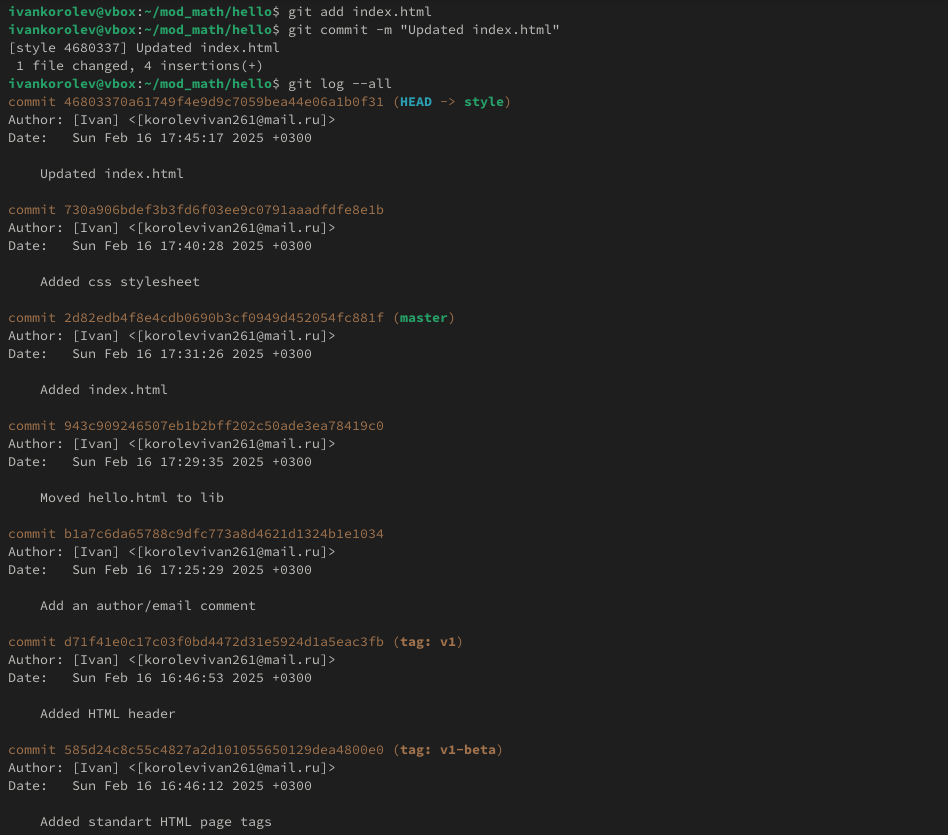 ivankorolev@vbox:~/mod_math/hello$ git add index.html
ivankorolev@vbox:~/mod_math/hello$ git commit -m "Updated index.html"
[style 4680337] Updated index.html
 1 file changed, 4 insertions(+)
ivankorolev@vbox:~/mod_math/hello$ git log --all
commit 46803370a61749f4e9d9c7059bea44e06a1b0f31 (HEAD -> style)
Author: [Ivan] <[korolevivan261@mail.ru]>
Date:   Sun Feb 16 17:45:17 2025 +0300

    Updated index.html

commit 730a906bdef3b3fd6f03ee9c0791aaadfdfe8e1b
Author: [Ivan] <[korolevivan261@mail.ru]>
Date:   Sun Feb 16 17:40:28 2025 +0300

    Added css stylesheet

commit 2d82edb4f8e4cdb0690b3cf0949d452054fc881f (master)
Author: [Ivan] <[korolevivan261@mail.ru]>
Date:   Sun Feb 16 17:31:26 2025 +0300

    Added index.html

commit 943c909246507eb1b2bff202c50ade3ea78419c0
Author: [Ivan] <[korolevivan261@mail.ru]>
Date:   Sun Feb 16 17:29:35 2025 +0300

    Moved hello.html to lib

commit b1a7c6da65788c9dfc773a8d4621d1324b1e1034
Author: [Ivan] <[korolevivan261@mail.ru]>
Date:   Sun Feb 16 17:25:29 2025 +0300

    Add an author/email comment

commit d71f41e0c17c03f0bd4472d31e5924d1a5eac3fb (tag: v1)
Author: [Ivan] <[korolevivan261@mail.ru]>
Date:   Sun Feb 16 16:46:53 2025 +0300

    Added HTML header

commit 585d24c8c55c4827a2d101055650129dea4800e0 (tag: v1-beta)
Author: [Ivan] <[korolevivan261@mail.ru]>
Date:   Sun Feb 16 16:46:12 2025 +0300

    Added standart HTML page tags